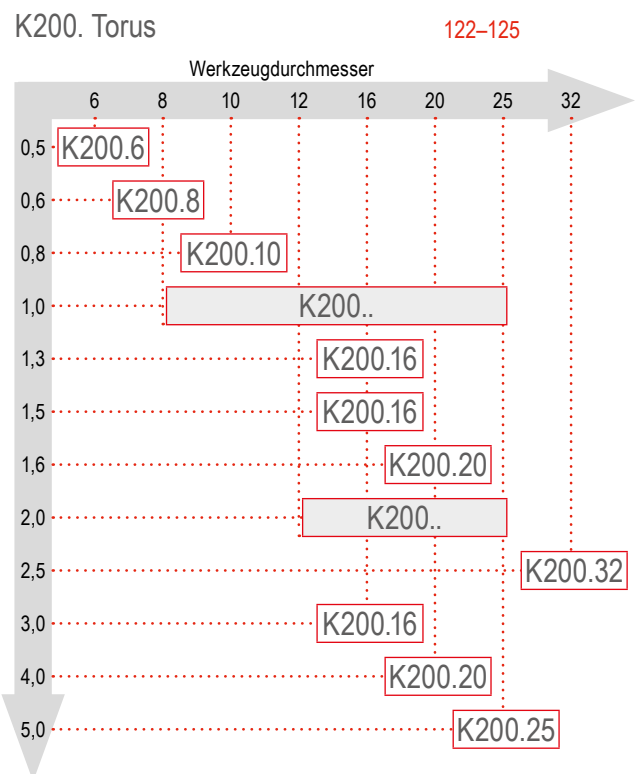 K200. Torus 122–125
Werkzeugdurchmesser
6 8 10 12 16 20 25 32
0,5 K200.6
0,6 K200.8
0,8 K200.10
1,0 K200..
1,3 K200.16
1,5 K200.16
1,6 K200.20
2,0 K200..
2,5 K200.32
3,0 K200.16
4,0 K200.20
5,0 K200.25